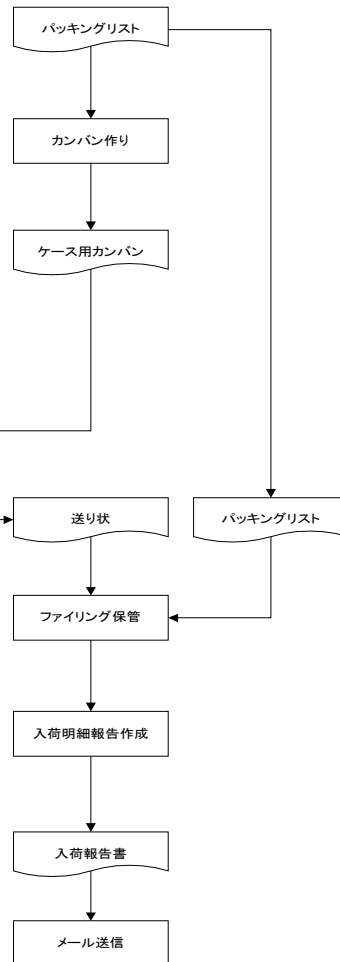 パッキングリスト
カンバン作り
ケース用カンバン
送り状
パッキングリスト
ファイリング保管
入荷明細報告作成
入荷報告書
メール送信